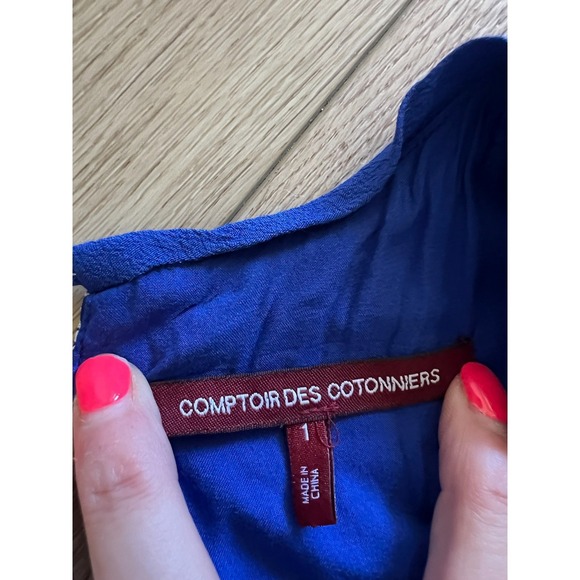 COMPTOIR DES COTONNIERS
1
MADE IN
CHINA